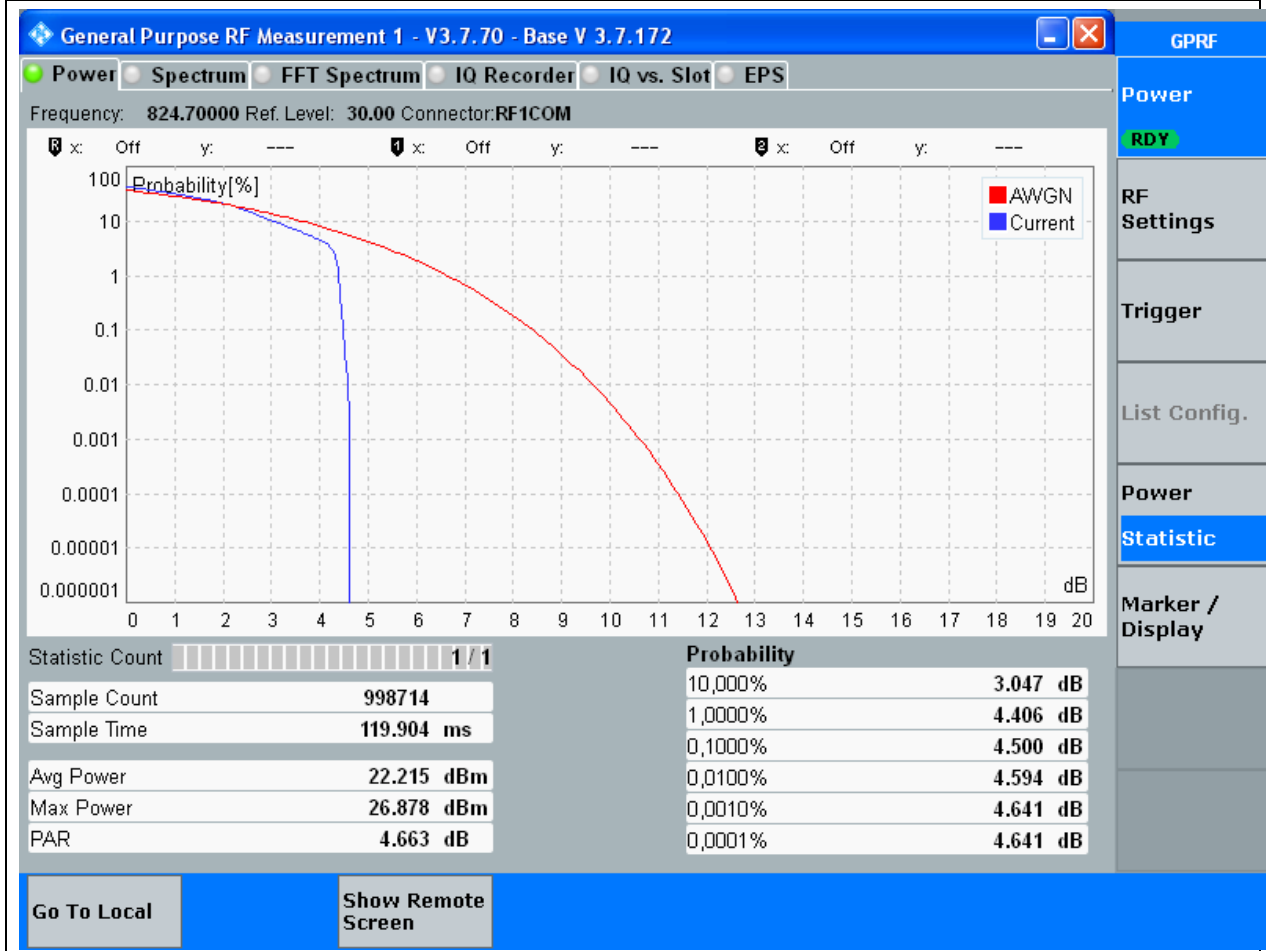 General Purpose RF Measurement 1 - V3.7.70 - Base V 3.7.172
Power Spectrum FFT Spectrum IQ Recorder IQ vs. Slot EPS
Frequency: 824.70000 Ref. Level: 30.00 Connector:RF1COM
R x: Off y: --- 1 x: Off y: --- 2 x: Off y: ---
Probability[%]
100
10
1
0.1
0.01
0.001
0.0001
0.00001
0.000001
AWGN
Current
dB
0 1 2 3 4 5 6 7 8 9 10 11 12 13 14 15 16 17 18 19 20
Statistic Count 1 / 1
Sample Count 998714
Sample Time 119.904 ms
Avg Power 22.215 dBm
Max Power 26.878 dBm
PAR 4.663 dB
Probability
10,000% 3.047 dB
1,0000% 4.406 dB
0,1000% 4.500 dB
0,0100% 4.594 dB
0,0010% 4.641 dB
0,0001% 4.641 dB
GPRF
Power
RDY
RF
Settings
Trigger
List Config.
Power
Statistic
Marker /
Display
Go To Local
Show Remote
Screen